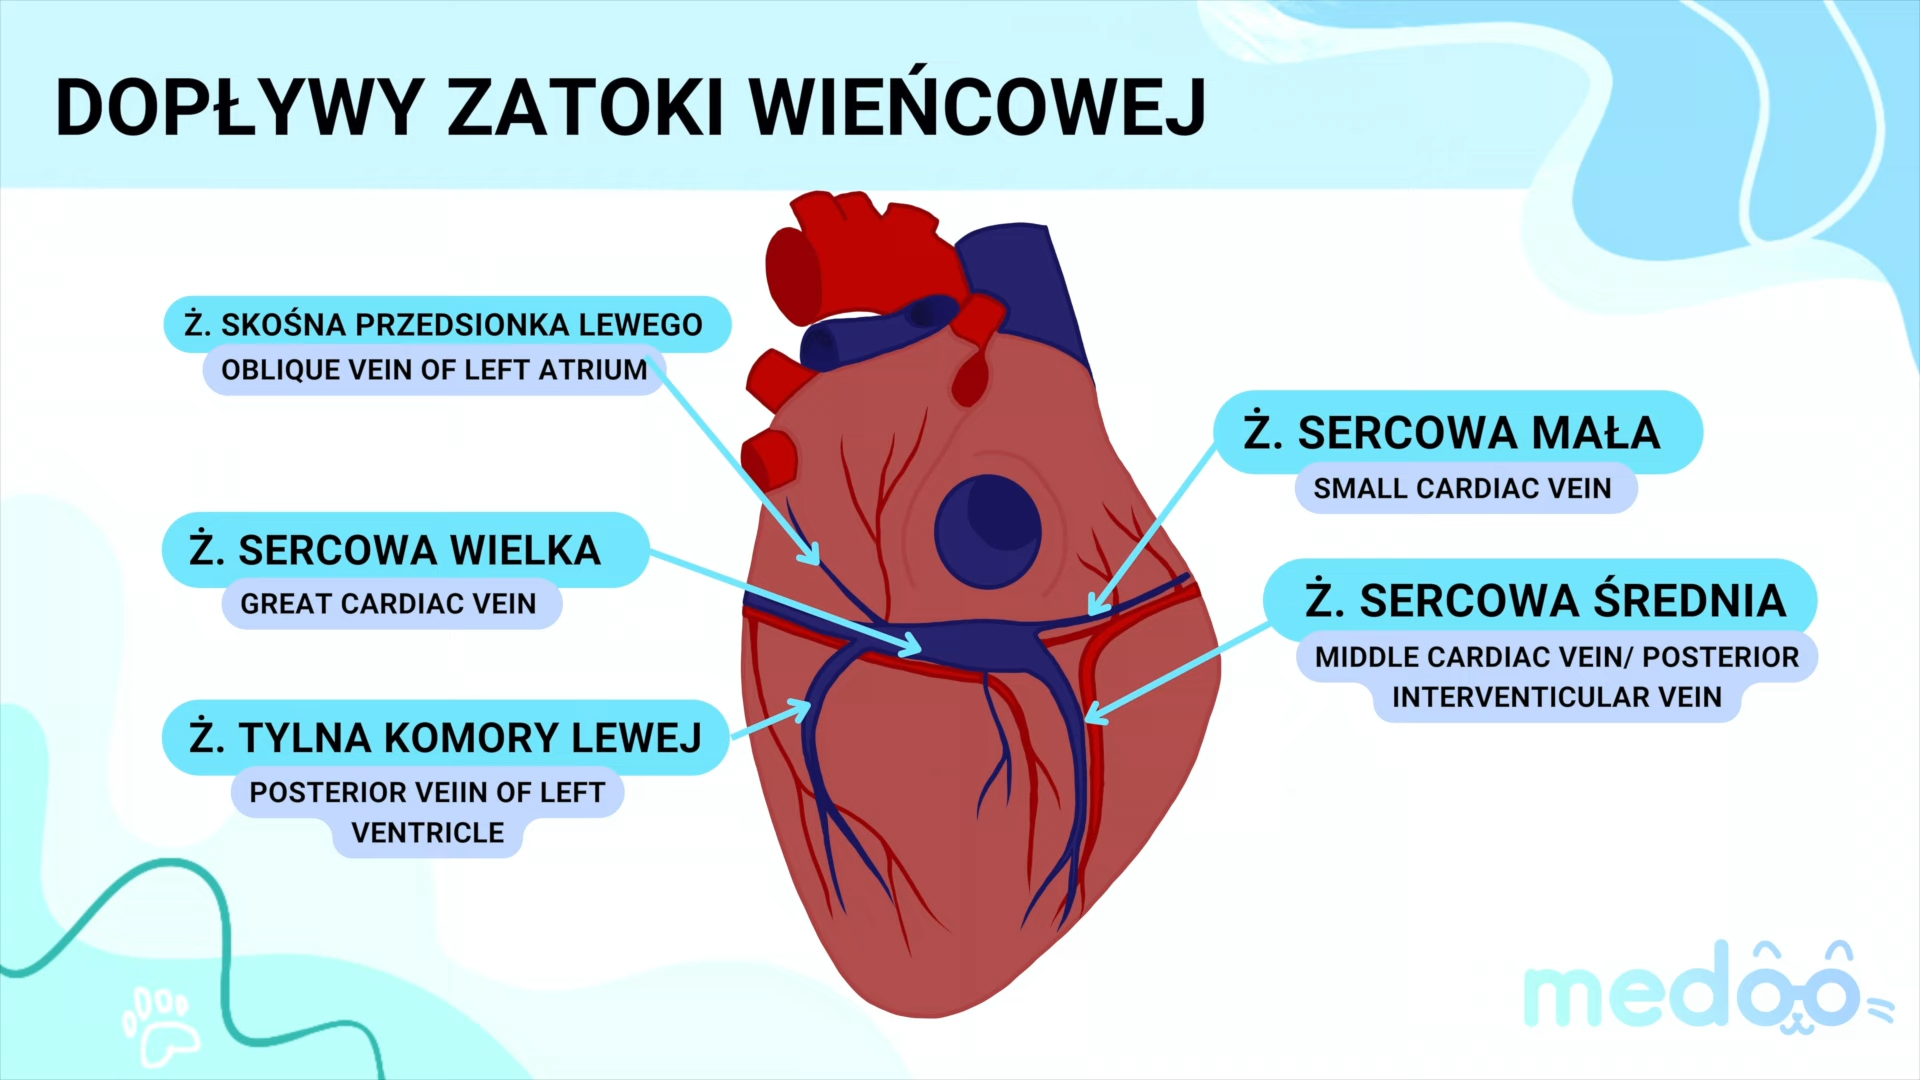 DOPŁYWY ZATOKI WIEŃCOWEJ
Ż. SKOŚNA PRZEDSIONKA LEWEGO
OBLIQUE VEIN OF LEFT ATRIUM
Ż. SERCOWA WIELKA
GREAT CARDIAC VEIN
Ż. TYLNA KOMORY LEWEJ
POSTERIOR VEIIN OF LEFT
VENTRICLE
Ż. SERCOWA MAŁA
SMALL CARDIAC VEIN
Ż. SERCOWA ŚREDNIA
MIDDLE CARDIAC VEIN/ POSTERIOR
INTERVENTICULAR VEIN
medoo